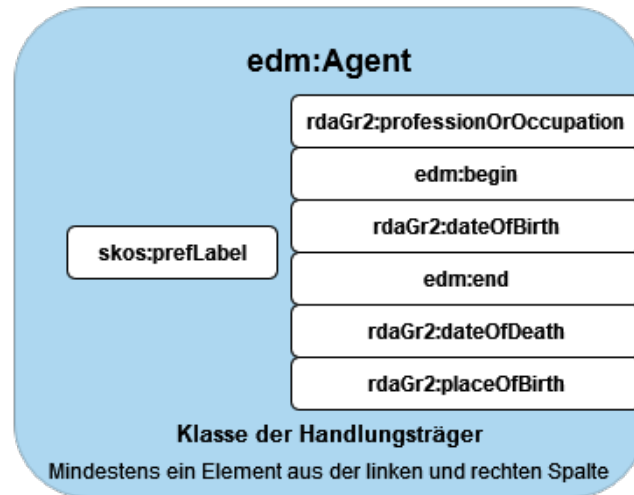 edm:Agent
rdaGr2:professionOrOccupation
edm:begin
rdaGr2:dateOfBirth
skos:prefLabel
edm:end
rdaGr2:dateOfDeath
rdaGr2:placeOfBirth
Klasse der Handlungsträger
Mindestens ein Element aus der linken und rechten Spalte